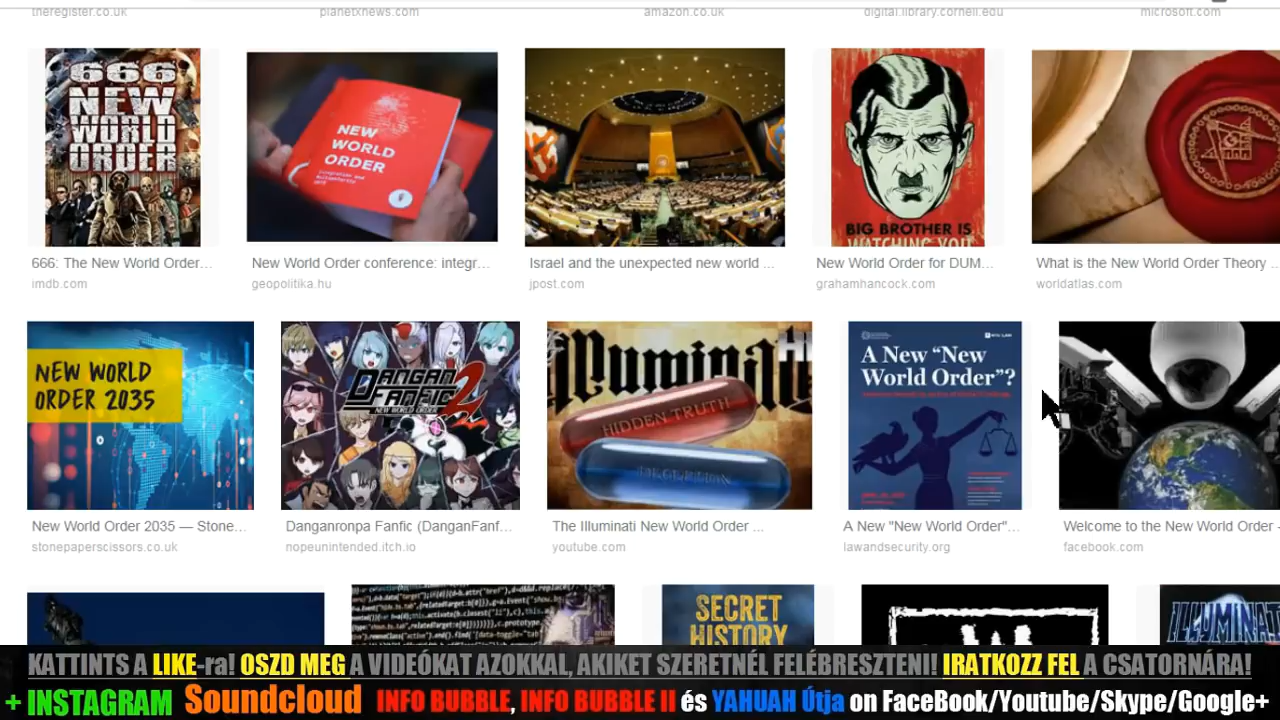 theregister.co.uk
planetxnews.com
amazon.co.uk
digital.library.cornell.edu
microsoft.com
666
NEW
WORLD
ORDER
NEW
WORLD
ORDER
BIG BROTHER IS
WATCHING YOU
666: The New World Order...
imdb.com
New World Order conference: integr...
geopolitika.hu
Israel and the unexpected new world ...
jpost.com
New World Order for DUM...
grahamhancock.com
What is the New World Order Theory ...
worldatlas.com
NEW WORLD
ORDER 2035
DANGAN
FANFIC 2
NEW WORLD ORDER
Illuminati
HIDDEN TRUTH
DECEPTION
A New “New
World Order”?
New World Order 2035 — Stone...
stonepaperscissors.co.uk
Danganronpa Fanfic (DanganFanf...
nopeunintended.itch.io
The Illuminati New World Order ...
youtube.com
A New "New World Order"...
lawandsecurity.org
Welcome to the New World Order -
facebook.com
SECRET
HISTORY
ILLUMINATI
KATTINTS A LIKE-ra! OSZD MEG A VIDEÓKAT AZOKKAL, AKIKET SZERETNÉL FELÉBRESZTENI! IRATKOZZ FEL A CSATORNÁRA!
+ INSTAGRAM Soundcloud INFO BUBBLE, INFO BUBBLE II és YAHUAH Útja on FaceBook/Youtube/Skype/Google+